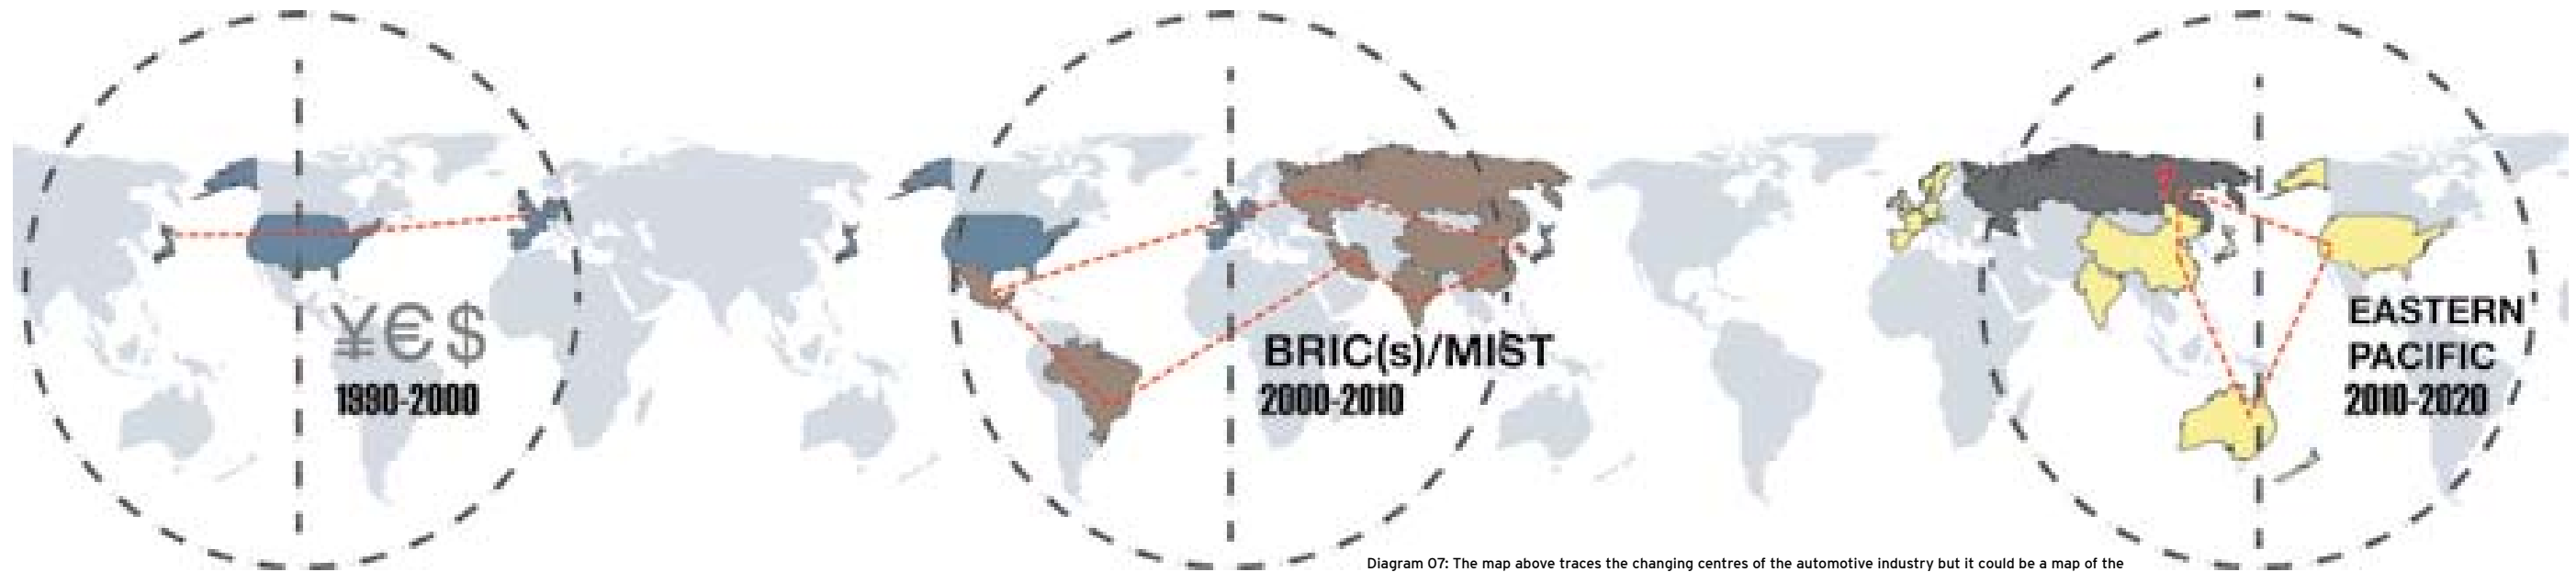 ¥€$
1990-2000
BRIC(s)/MIST
2000-2010
EASTERN
PACIFIC
2010-2020
Diagram 07: The map above traces the changing centres of the automotive industry but it could be a map of the